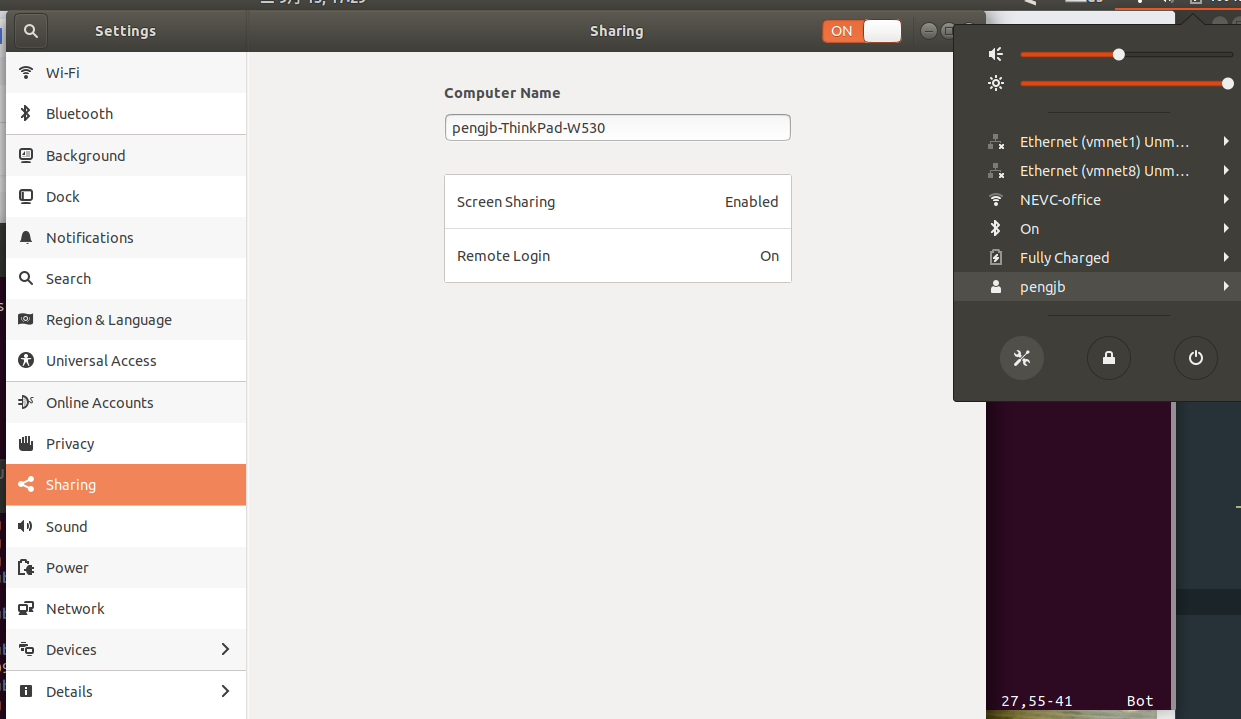 Settings
Sharing
ON
Wi-Fi
Bluetooth
Background
Dock
Notifications
Search
Region & Language
Universal Access
Online Accounts
Privacy
Sharing
Sound
Power
Network
Devices
Details
Computer Name
pengjb-ThinkPad-W530
Screen Sharing Enabled
Remote Login On
Ethernet (vmnet1) Unm…
Ethernet (vmnet8) Unm…
NEVC-office
On
Fully Charged
pengjb
27,55-41 Bot